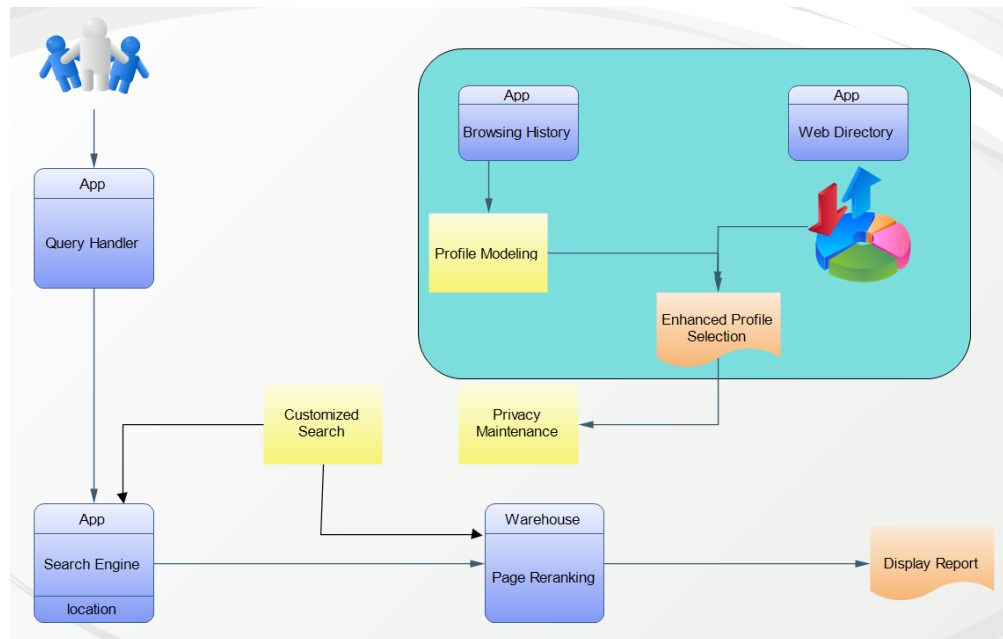 App
Browsing History
App
Web Directory
App
Query Handler
Profile Modeling
Enhanced Profile
Selection
Customized
Search
Privacy
Maintenance
App
Search Engine
location
Warehouse
Page Reranking
Display Report